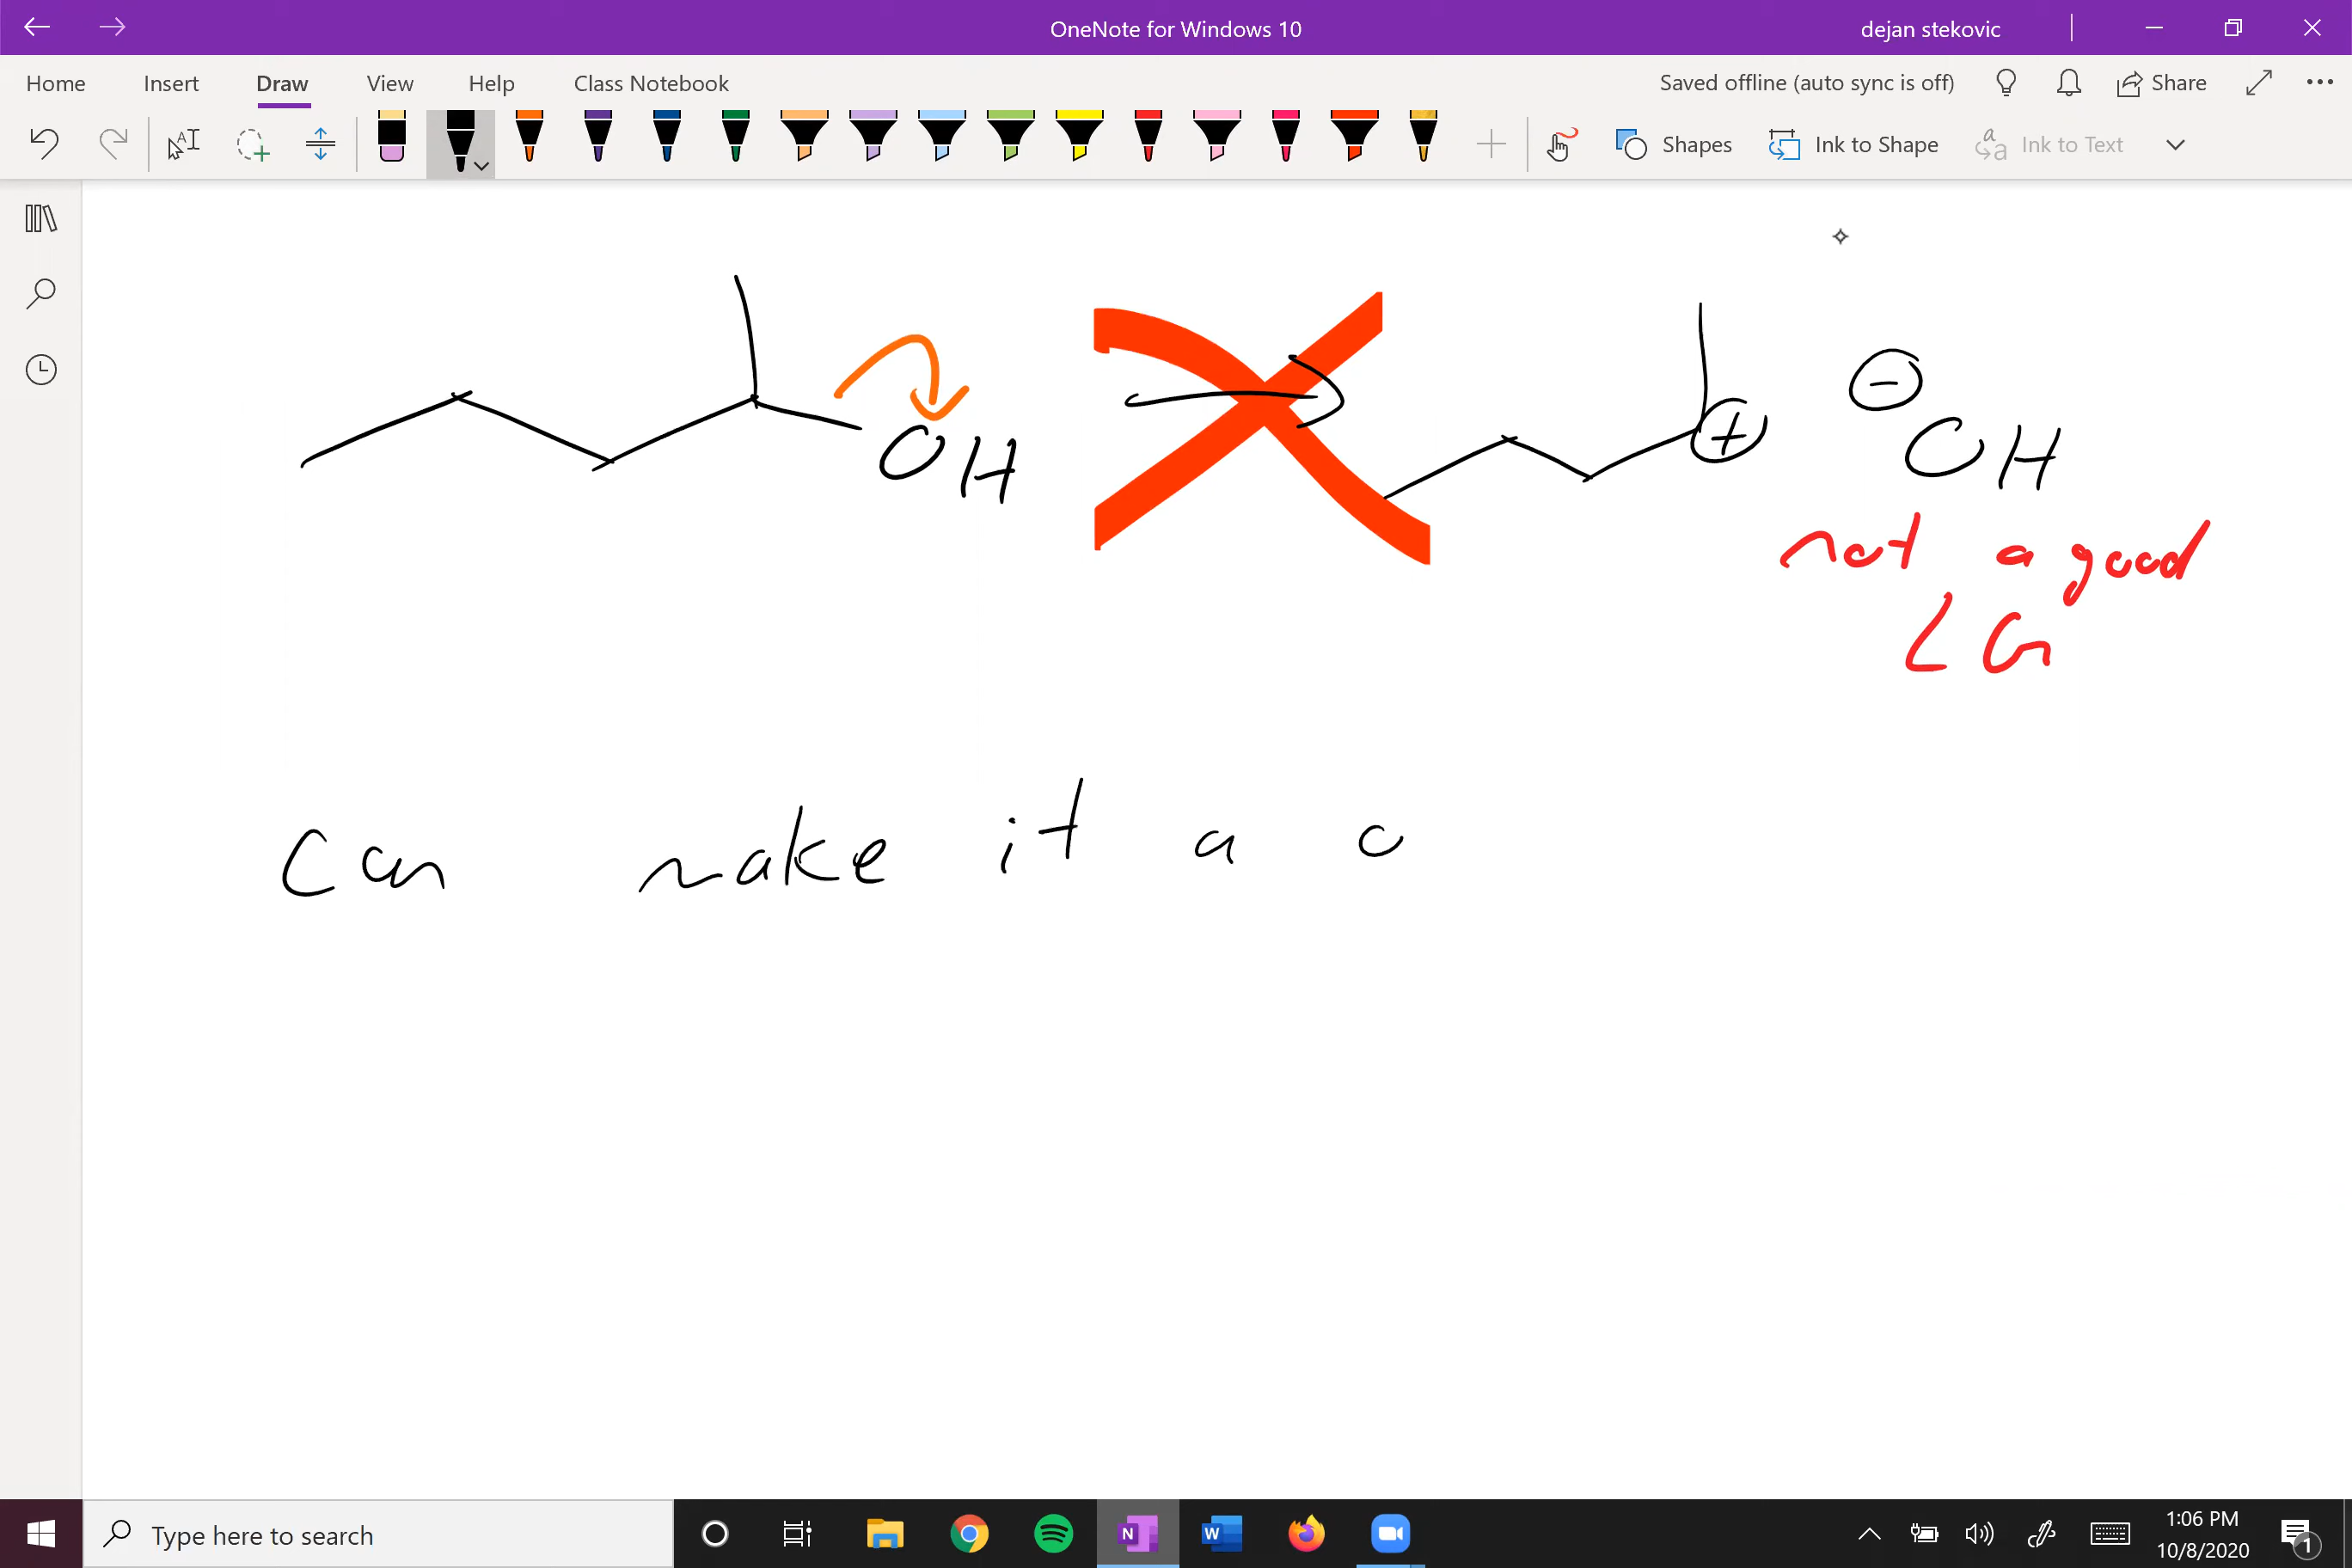 OneNote for Windows 10
dejan stekovic
Home Insert Draw View Help Class Notebook
Saved offline (auto sync is off) Share
Shapes Ink to Shape Ink to Text
OH
+
−
OH
not a good
LG
Can make it a
Type here to search
1:06 PM
10/8/2020
1